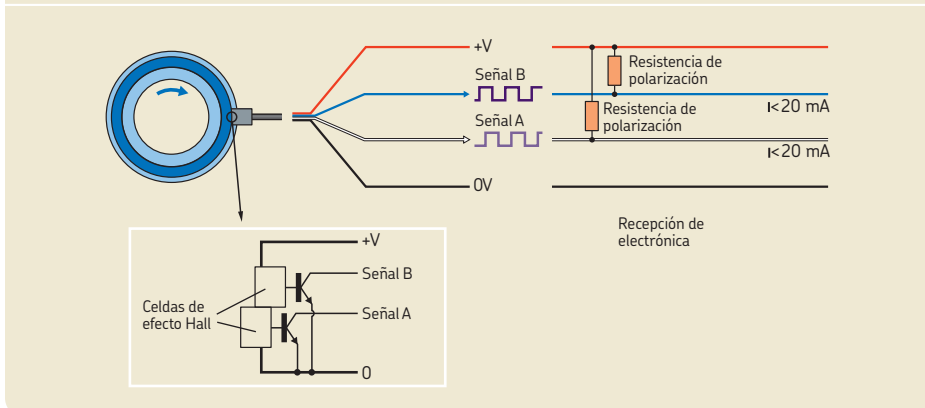 +V
Señal B
Resistencia de
polarización
Resistencia de
polarización
I<20 mA
Señal A
I<20 mA
0V
Recepción de
electrónica
+V
Señal B
Celdas de
efecto Hall
Señal A
0